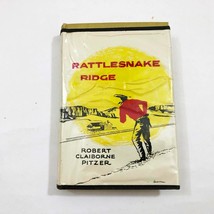 RATTLESNAKE
RIDGE
ROBERT
CLAIBORNE
PITZER